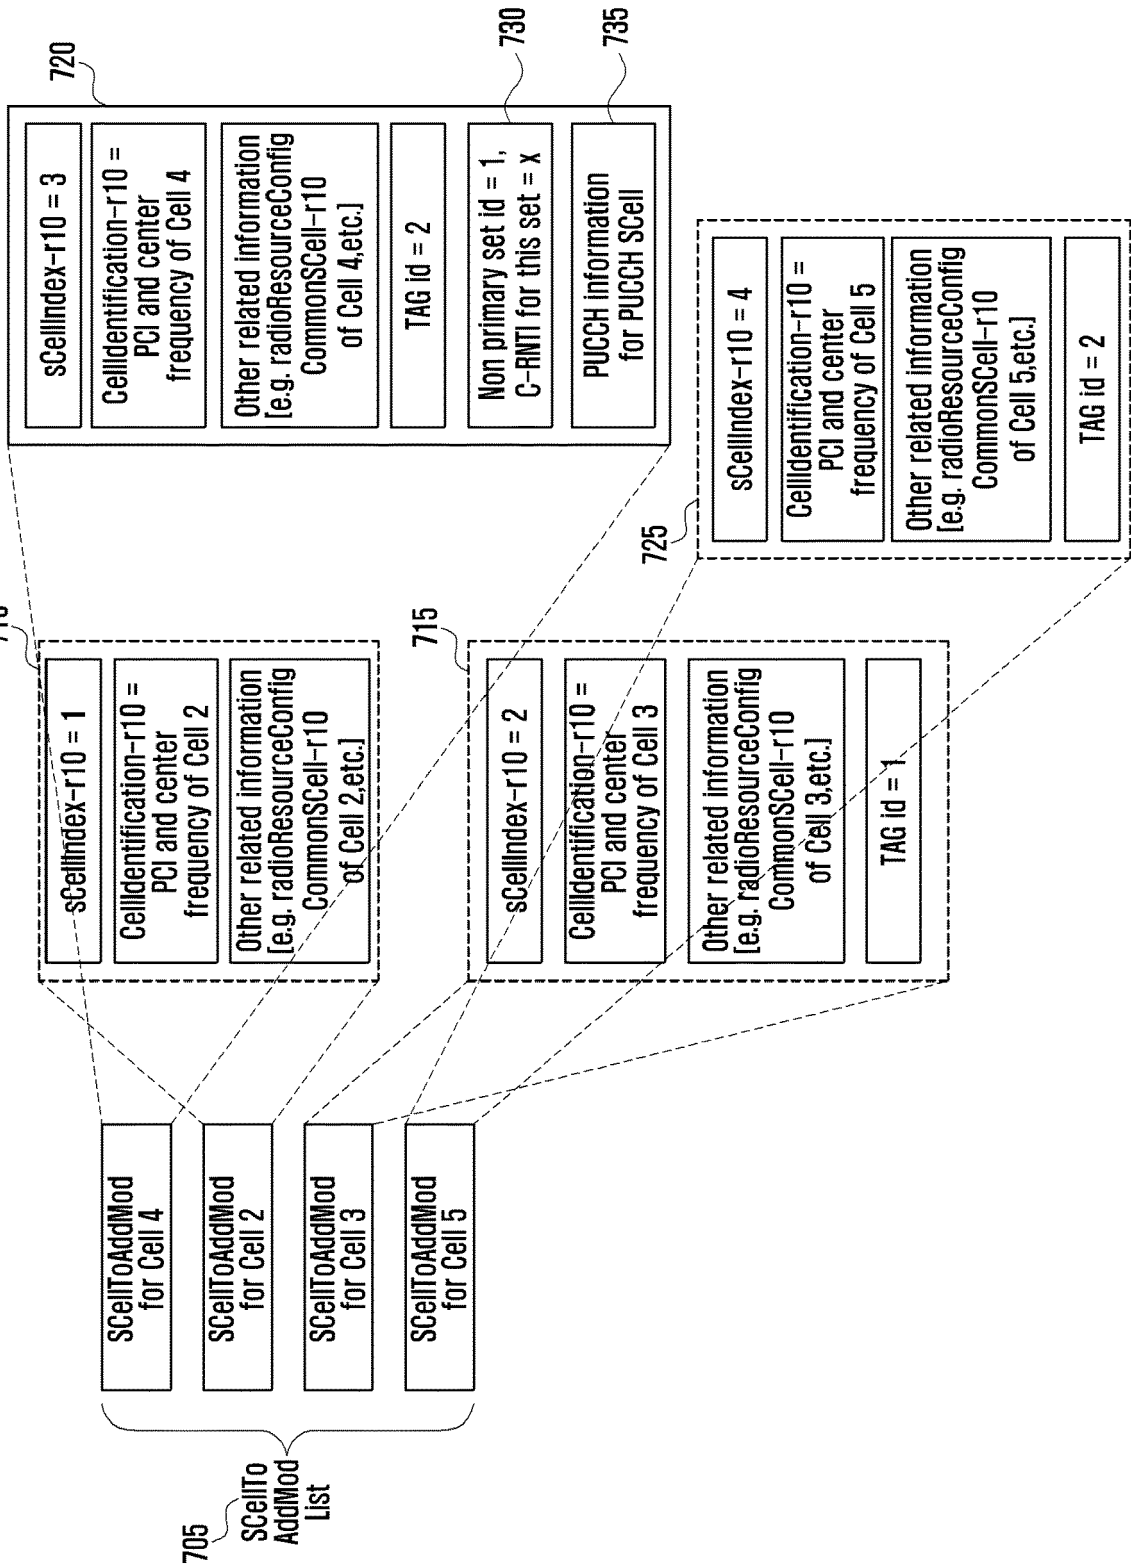 705
SCellTo
AddMod
List
SCellToAddMod
for Cell 4
SCellToAddMod
for Cell 2
SCellToAddMod
for Cell 3
SCellToAddMod
for Cell 5
sCellIndex-r10 = 1
CellIdentification-r10 =
PCI and center
frequency of Cell 2
Other related information
[e.g. radioResourceConfig
CommonSCell-r10
of Cell 2,etc.]
715
sCellIndex-r10 = 2
CellIdentification-r10 =
PCI and center
frequency of Cell 3
Other related information
[e.g. radioResourceConfig
CommonSCell-r10
of Cell 3,etc.]
TAG id = 1
720
sCellIndex-r10 = 3
CellIdentification-r10 =
PCI and center
frequency of Cell 4
Other related information
[e.g. radioResourceConfig
CommonSCell-r10
of Cell 4,etc.]
TAG id = 2
Non primary set id = 1,
C-RNTI for this set = x
730
PUCCH information
for PUCCH SCell
735
725
sCellIndex-r10 = 4
CellIdentification-r10 =
PCI and center
frequency of Cell 5
Other related information
[e.g. radioResourceConfig
CommonSCell-r10
of Cell 5,etc.]
TAG id = 2